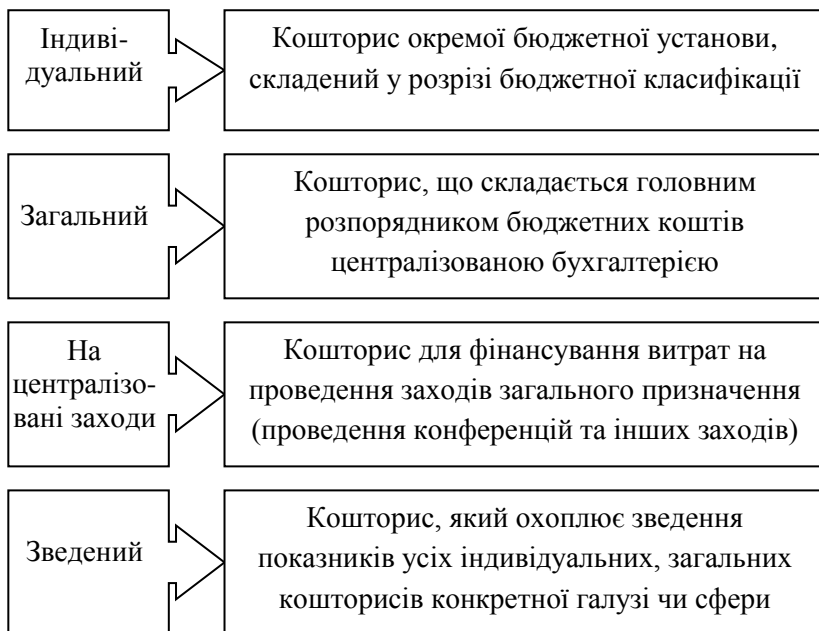 Індиві-
дуальний
Кошторис окремої бюджетної установи,
складений у розрізі бюджетної класифікації
Загальний
Кошторис, що складається головним
розпорядником бюджетних коштів
централізованою бухгалтерією
На
централізо-
вані заходи
Кошторис для фінансування витрат на
проведення заходів загального призначення
(проведення конференцій та інших заходів)
Зведений
Кошторис, який охоплює зведення
показників усіх індивідуальних, загальних
кошторисів конкретної галузі чи сфери